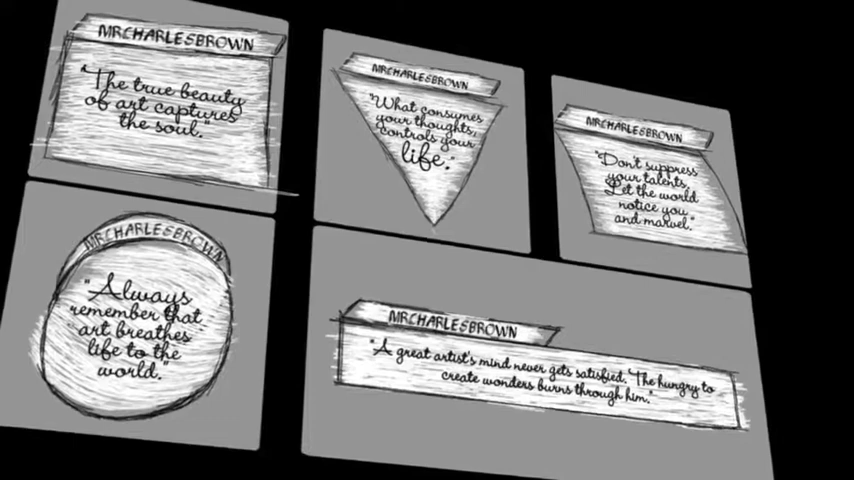 MRCHARLESBROWN
"The true beauty
of art captures
the soul."
MRCHARLESBROWN
"What consumes
your thoughts,
controls your
life."
MRCHARLESBROWN
"Don't suppress
your talents,
Let the world
notice you
and marvel."
MRCHARLESBROWN
"Always
remember that
art breathes
life to the
world."
MRCHARLESBROWN
"A great artist's mind never gets satisfied. The hungry to
create wonders burns through him."